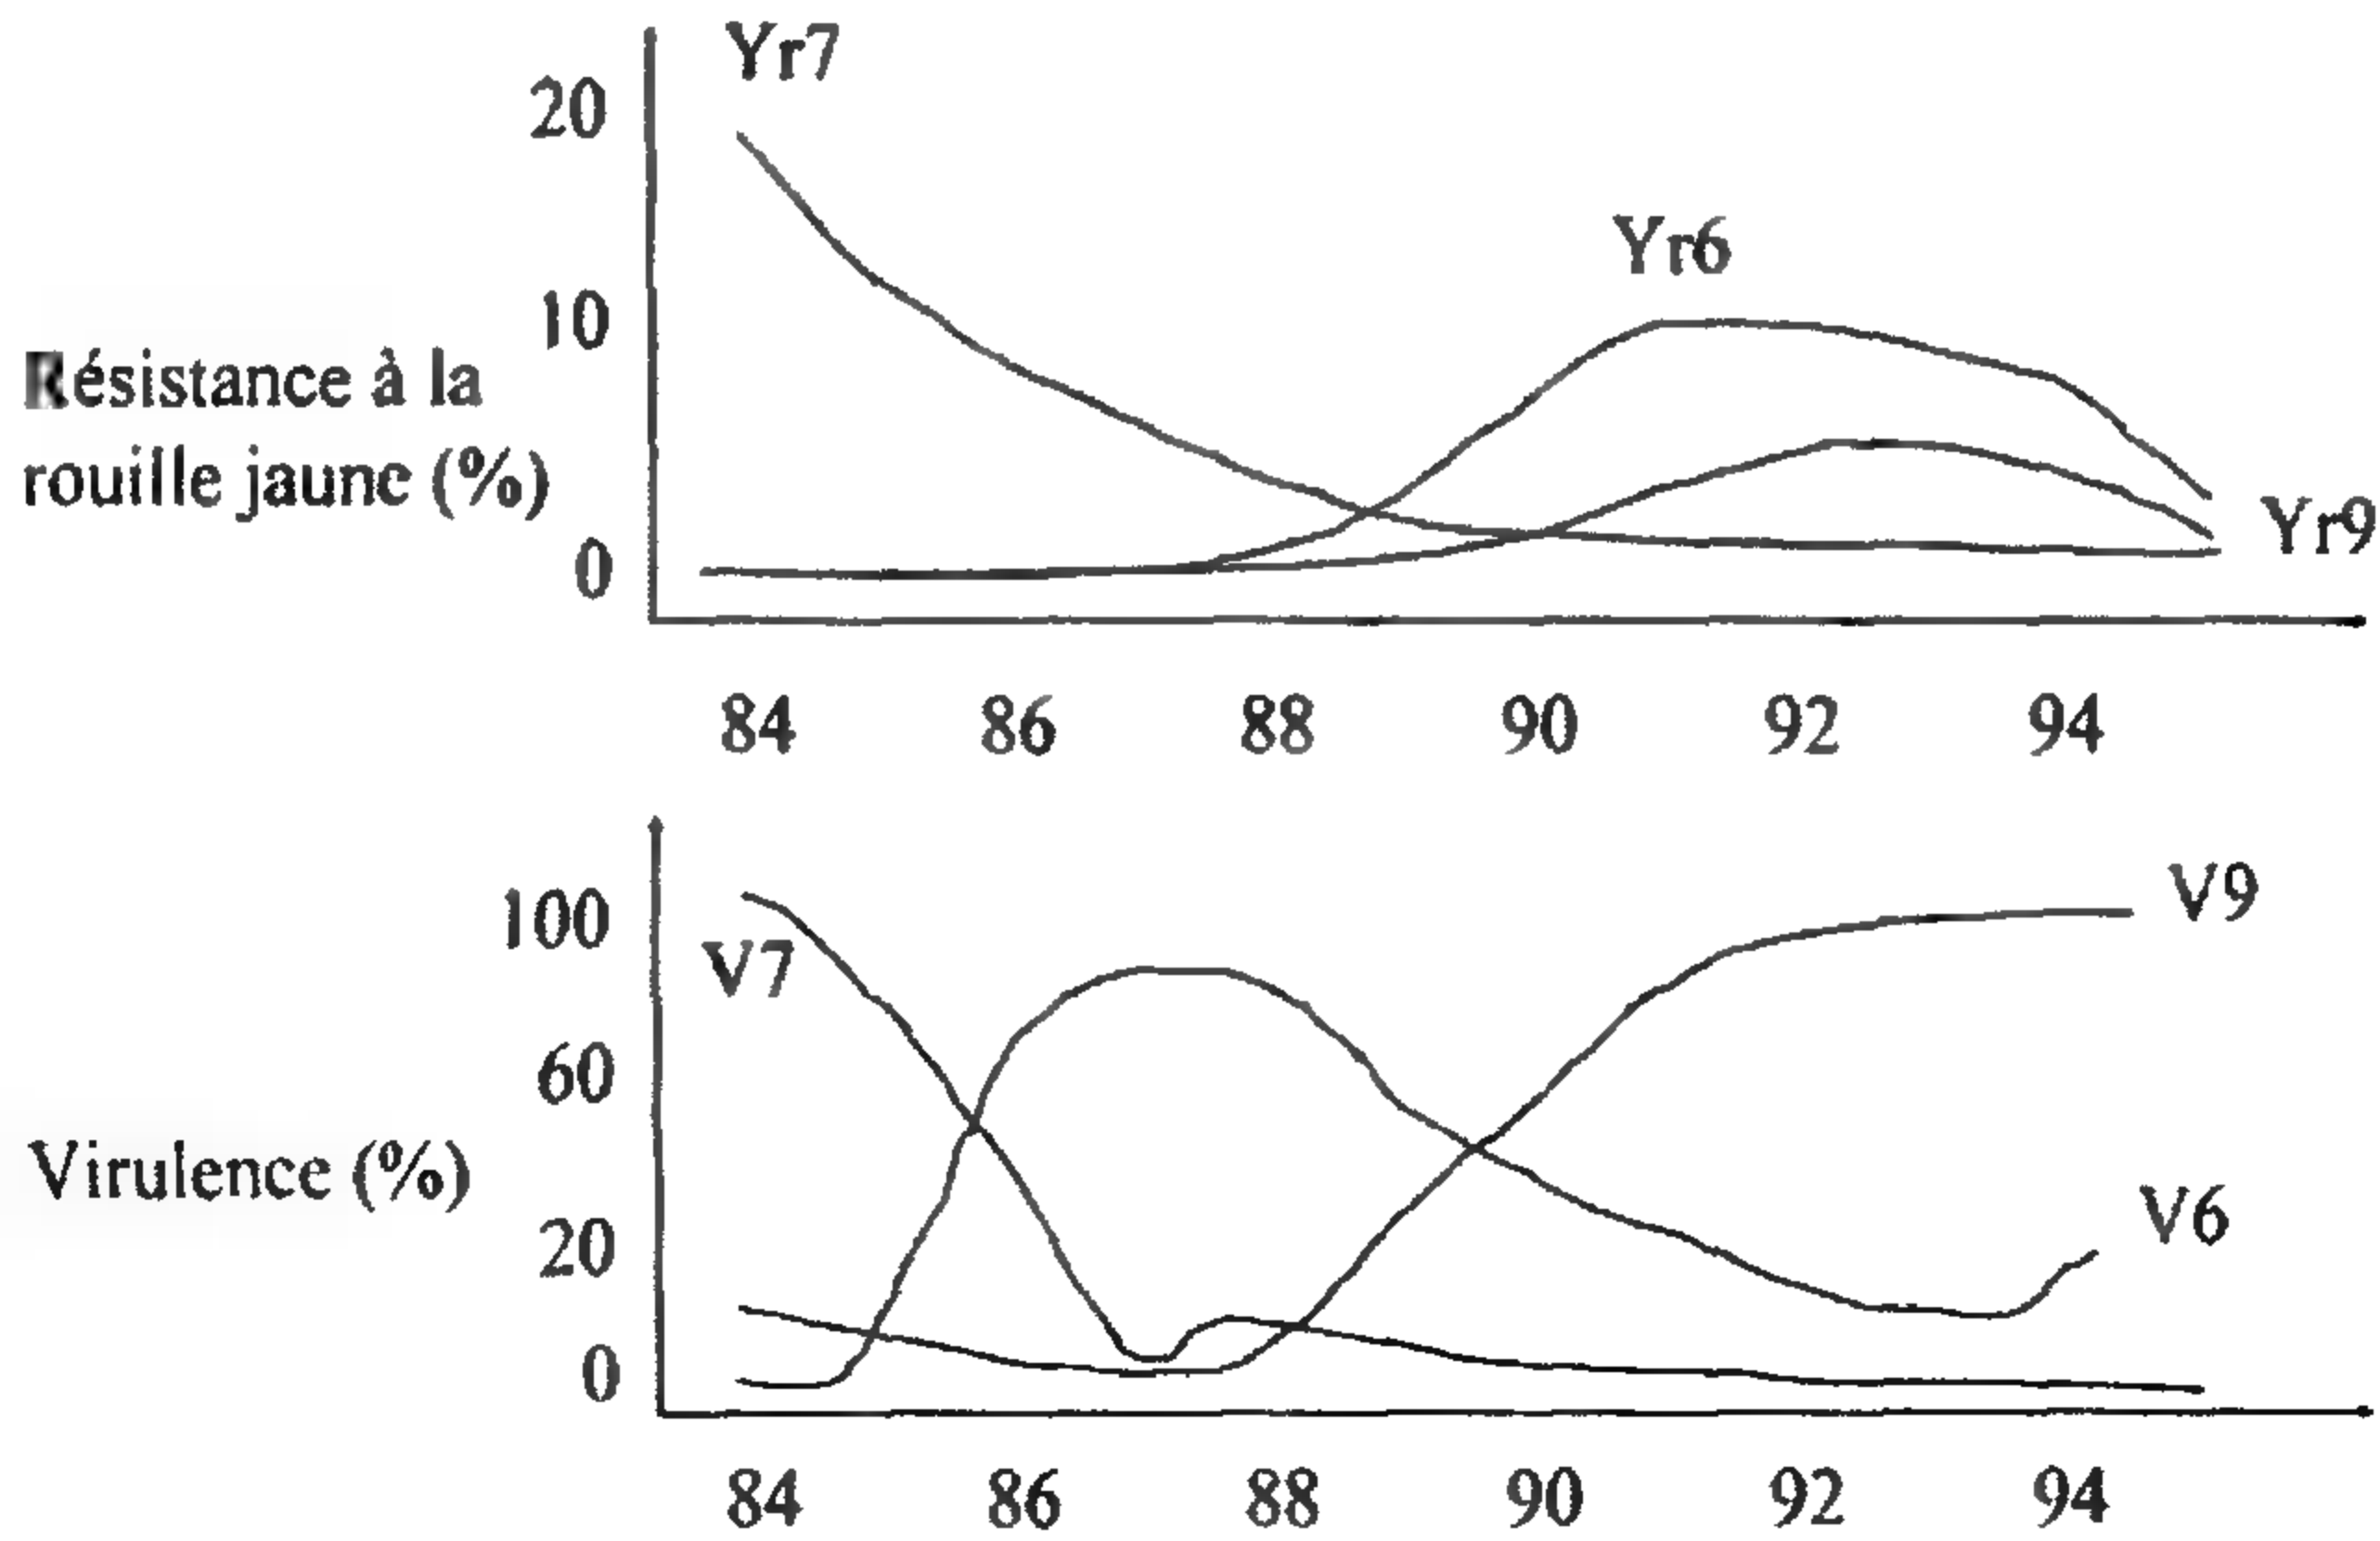 Yr7
20
Yr6
10
Résistance à la
rouille jaune (%)
Yr9
0
84 86 88 90 92 94
V9
100
V7
60
Virulence (%)
V6
20
0
84 86 88 90 92 94